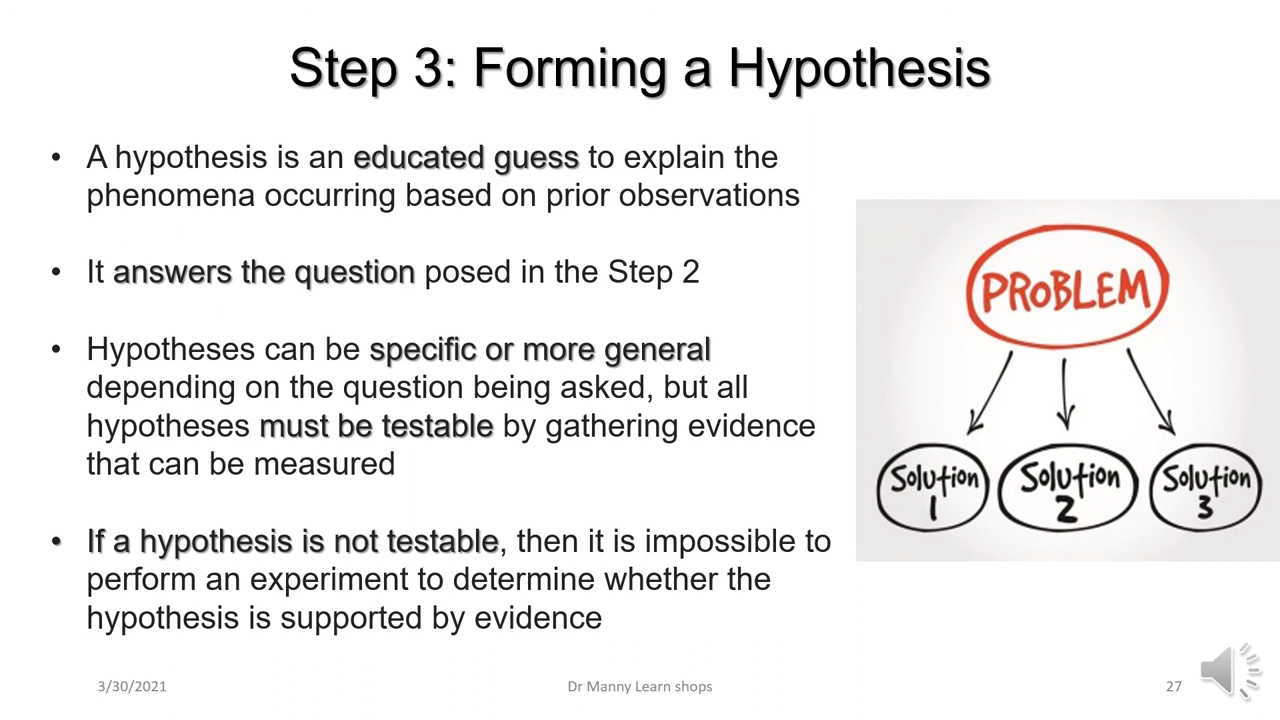 Step 3: Forming a Hypothesis
• A hypothesis is an educated guess to explain the
phenomena occurring based on prior observations
• It answers the question posed in the Step 2
• Hypotheses can be specific or more general
depending on the question being asked, but all
hypotheses must be testable by gathering evidence
that can be measured
• If a hypothesis is not testable, then it is impossible to
perform an experiment to determine whether the
hypothesis is supported by evidence
PROBLEM
Solution
1
Solution
2
Solution
3
3/30/2021
Dr Manny Learn shops
27